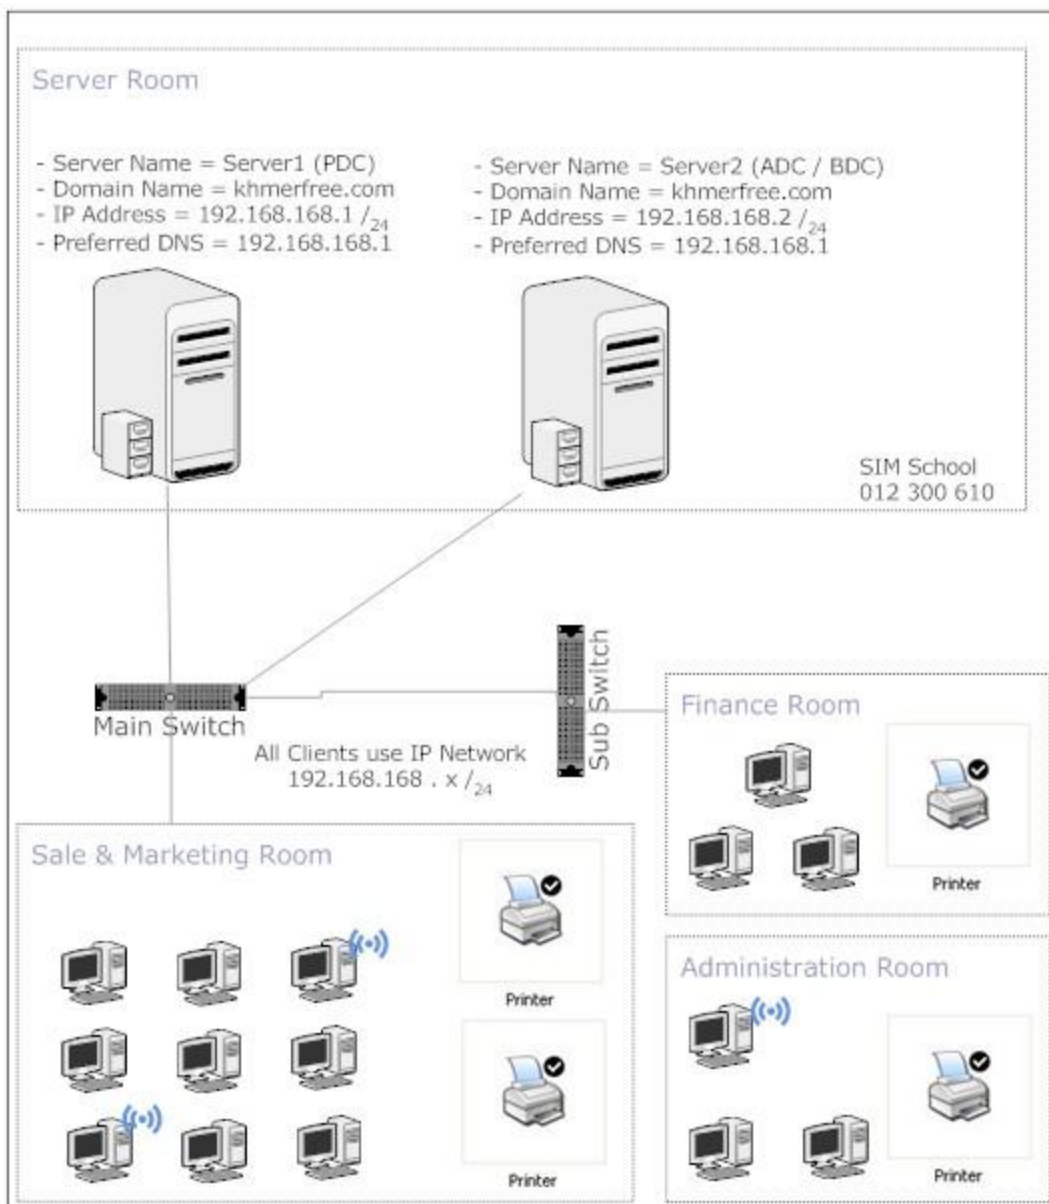 Server Room
- Server Name = Server1 (PDC)
- Domain Name = khmerfree.com
- IP Address = 192.168.168.1 /24
- Preferred DNS = 192.168.168.1
- Server Name = Server2 (ADC / BDC)
- Domain Name = khmerfree.com
- IP Address = 192.168.168.2 /24
- Preferred DNS = 192.168.168.1
SIM School
012 300 610
Main Switch
Sub Switch
All Clients use IP Network
192.168.168 . x /24
Finance Room
Printer
Sale & Marketing Room
Printer
Printer
Administration Room
Printer